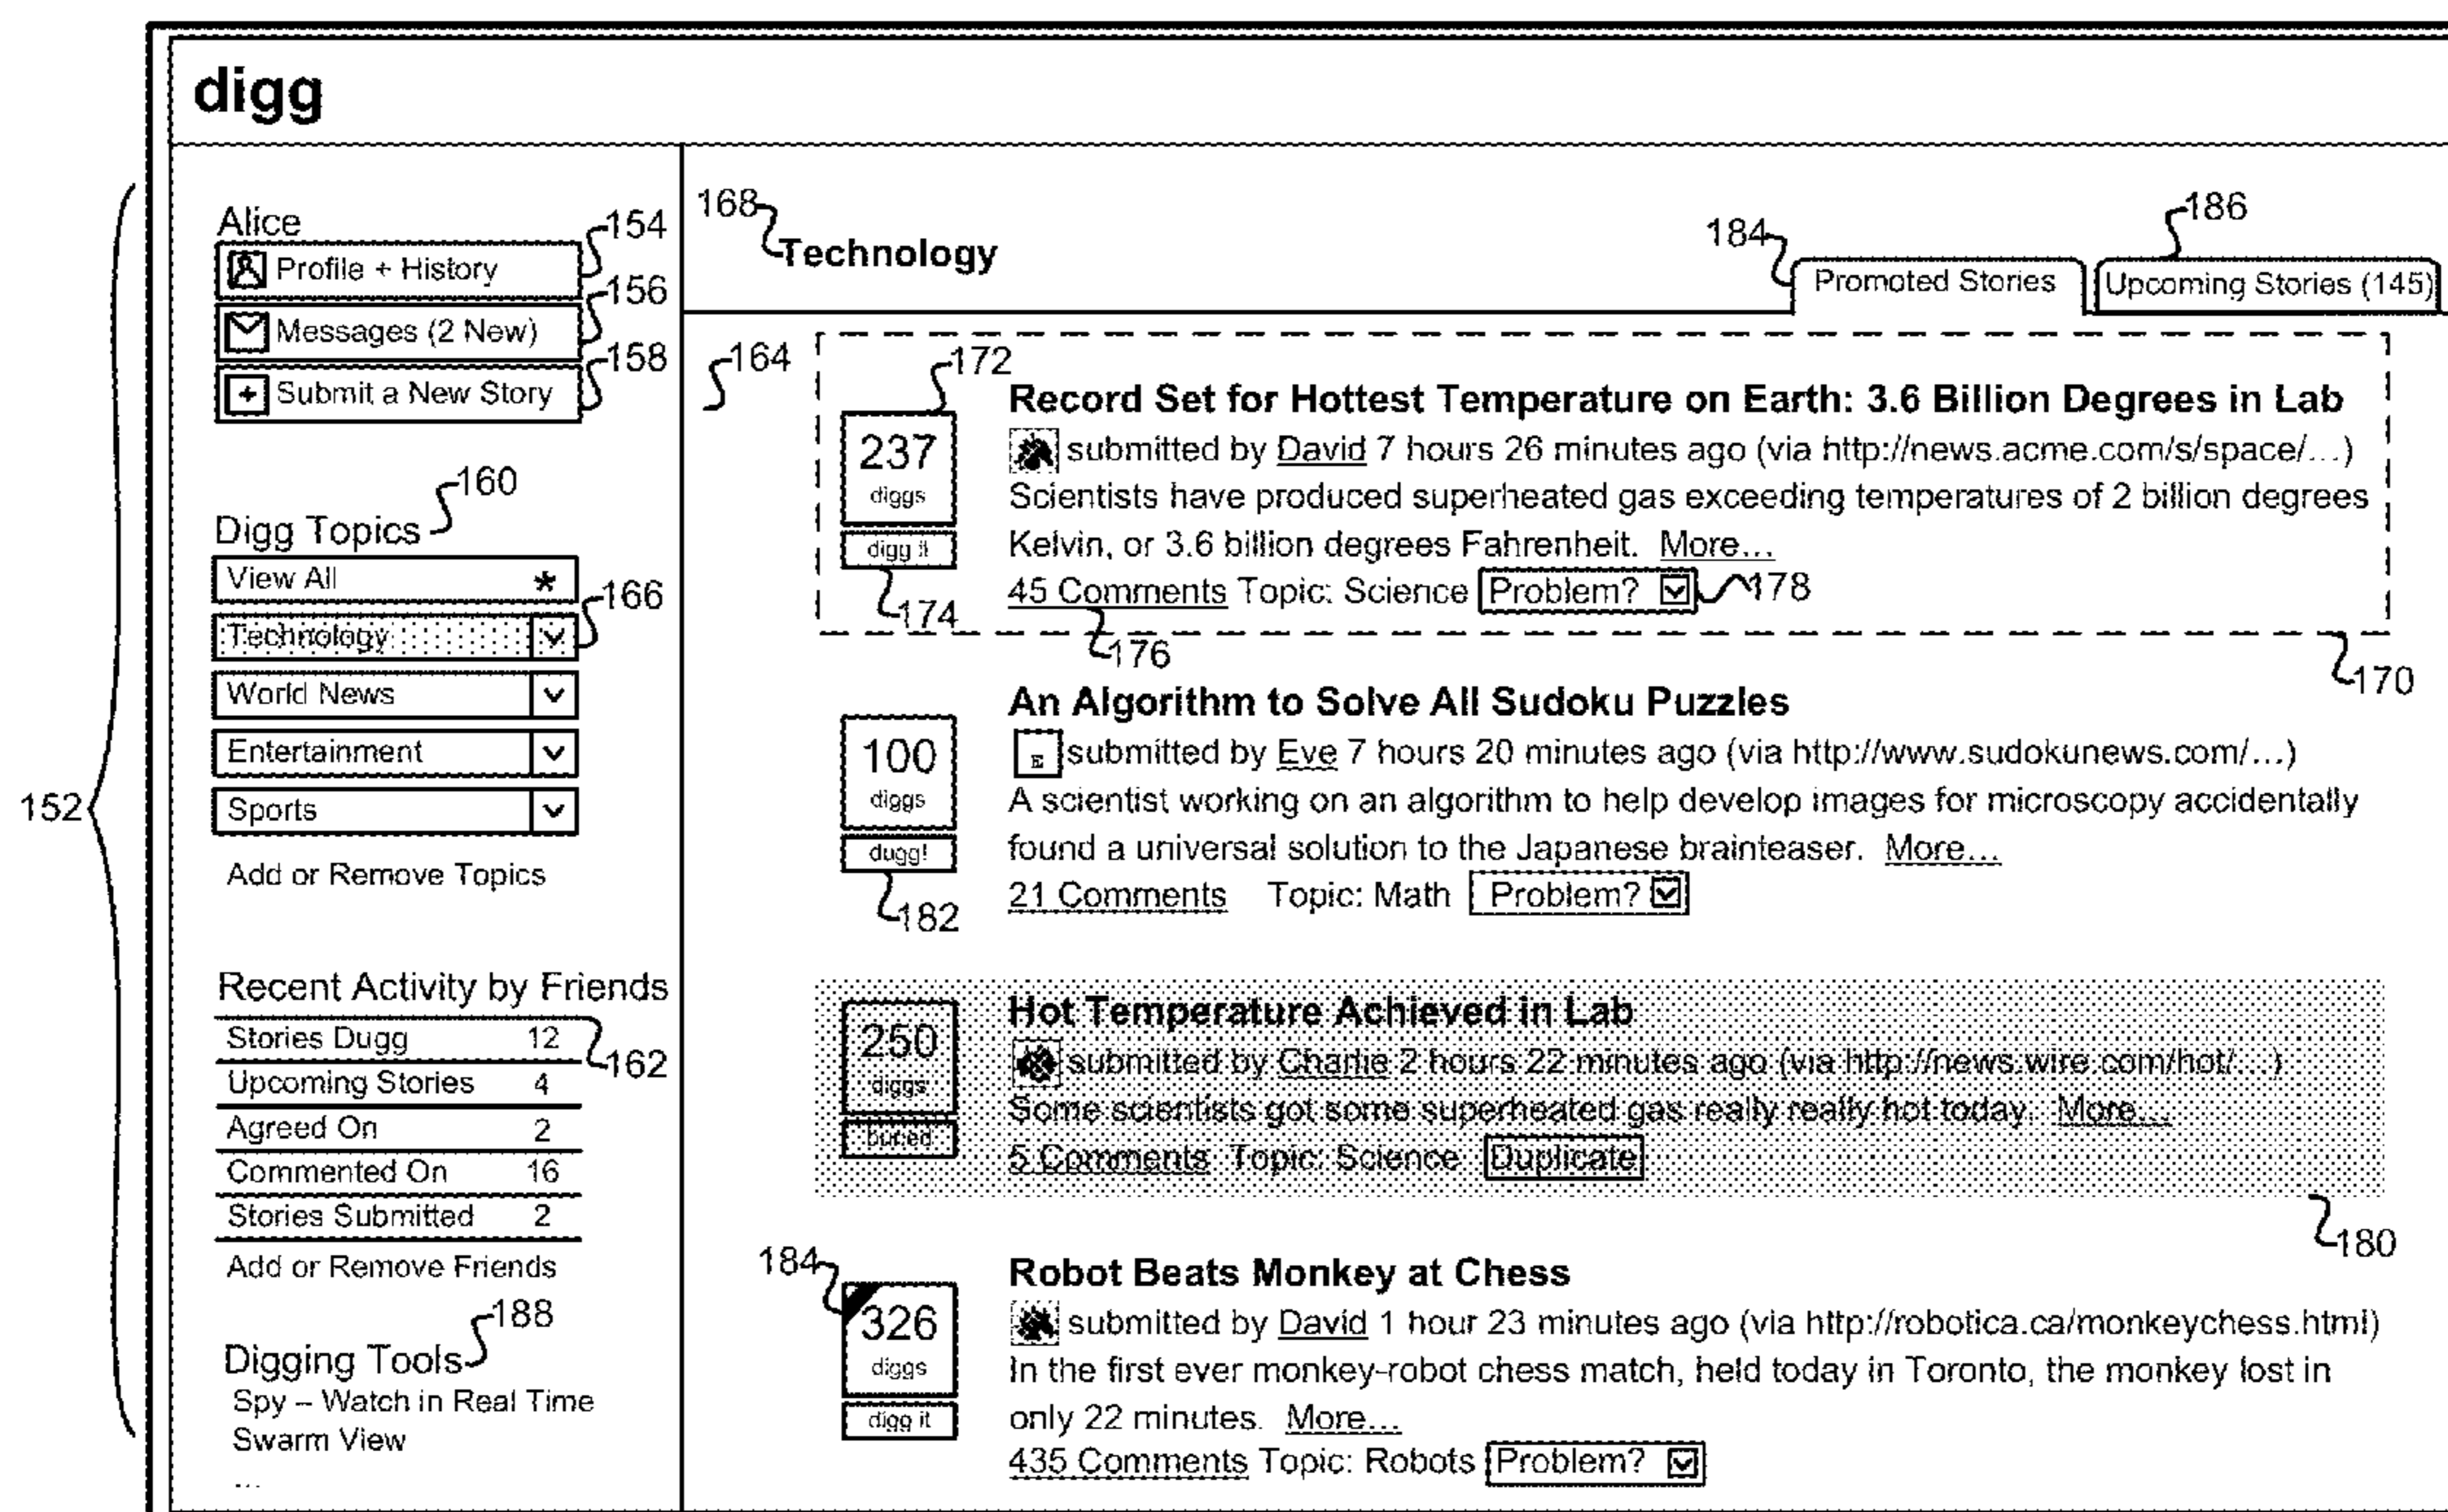 digg
152
Alice
154
Profile + History
156
Messages (2 New)
158
Submit a New Story
160
Digg Topics
View All *
166
Technology
World News
Entertainment
Sports
Add or Remove Topics
Recent Activity by Friends
Stories Dugg 12
162
Upcoming Stories 4
Agreed On 2
Commented On 16
Stories Submitted 2
Add or Remove Friends
188
Digging Tools
Spy – Watch in Real Time
Swarm View
...
168
Technology
184
Promoted Stories
186
Upcoming Stories (145)
164
172
Record Set for Hottest Temperature on Earth: 3.6 Billion Degrees in Lab
237
diggs
digg it
174
submitted by David 7 hours 26 minutes ago (via http://news.acme.com/s/space/...)
Scientists have produced superheated gas exceeding temperatures of 2 billion degrees
Kelvin, or 3.6 billion degrees Fahrenheit. More...
45 Comments Topic: Science Problem? 178
176
170
An Algorithm to Solve All Sudoku Puzzles
100
diggs
dugg!
182
E submitted by Eve 7 hours 20 minutes ago (via http://www.sudokunews.com/...)
A scientist working on an algorithm to help develop images for microscopy accidentally
found a universal solution to the Japanese brainteaser. More...
21 Comments Topic: Math Problem?
Hot Temperature Achieved in Lab
250
diggs
buried
submitted by Charlie 2 hours 22 minutes ago (via http://news.wire.com/hot/...)
Some scientists got some superheated gas really really hot today. More...
5 Comments Topic: Science Duplicate
180
184
Robot Beats Monkey at Chess
326
diggs
digg it
submitted by David 1 hour 23 minutes ago (via http://robotica.ca/monkeychess.html)
In the first ever monkey-robot chess match, held today in Toronto, the monkey lost in
only 22 minutes. More...
435 Comments Topic: Robots Problem?